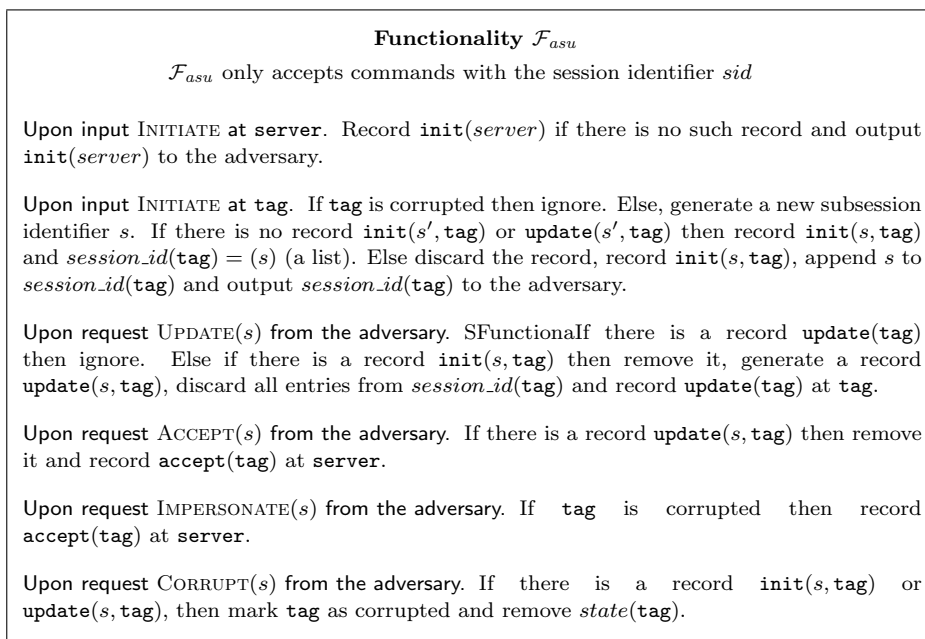 Functionality 𝓕asu
𝓕asu only accepts commands with the session identifier sid
Upon input INITIATE at server. Record init(server) if there is no such record and output
init(server) to the adversary.
Upon input INITIATE at tag. If tag is corrupted then ignore. Else, generate a new subsession
identifier s. If there is no record init(s′, tag) or update(s′, tag) then record init(s, tag)
and session_id(tag) = (s) (a list). Else discard the record, record init(s, tag), append s to
session_id(tag) and output session_id(tag) to the adversary.
Upon request UPDATE(s) from the adversary. SFunctionaIf there is a record update(tag)
then ignore. Else if there is a record init(s, tag) then remove it, generate a record
update(s, tag), discard all entries from session_id(tag) and record update(tag) at tag.
Upon request ACCEPT(s) from the adversary. If there is a record update(s, tag) then remove
it and record accept(tag) at server.
Upon request IMPERSONATE(s) from the adversary. If tag is corrupted then record
accept(tag) at server.
Upon request CORRUPT(s) from the adversary. If there is a record init(s, tag) or
update(s, tag), then mark tag as corrupted and remove state(tag).